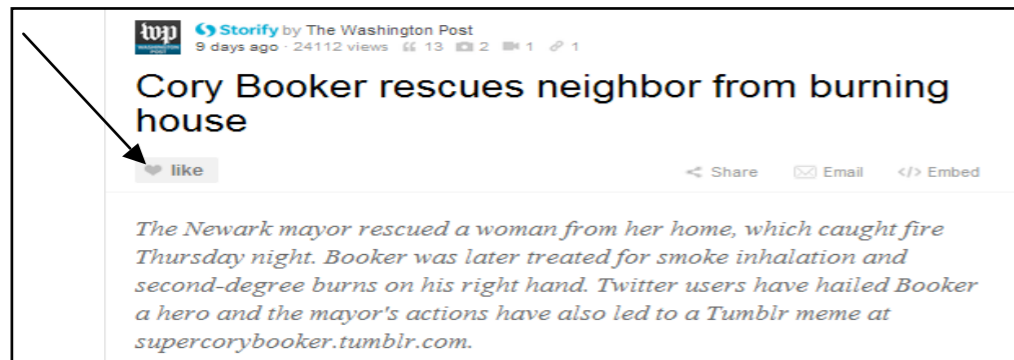 wp Storify by The Washington Post
WASHINGTON POST
9 days ago · 24112 views 13 2 1 1
Cory Booker rescues neighbor from burning
house
like Share Email </> Embed
The Newark mayor rescued a woman from her home, which caught fire
Thursday night. Booker was later treated for smoke inhalation and
second-degree burns on his right hand. Twitter users have hailed Booker
a hero and the mayor's actions have also led to a Tumblr meme at
supercorybooker.tumblr.com.